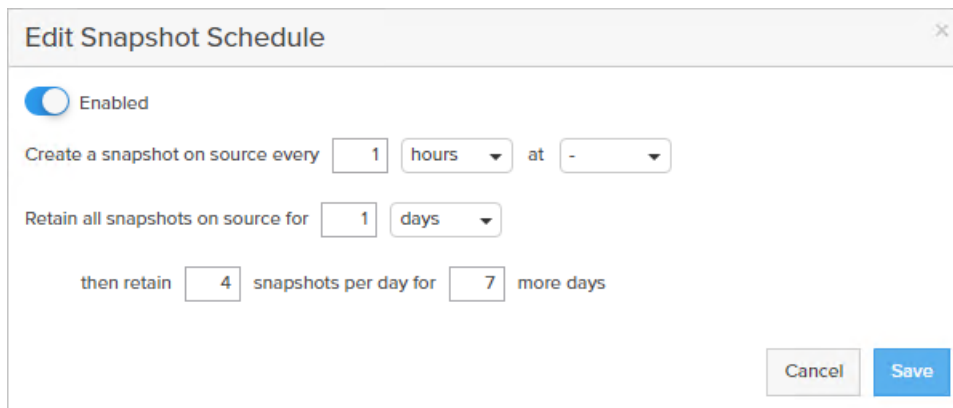 Edit Snapshot Schedule ×
Enabled
Create a snapshot on source every 1 hours at -
Retain all snapshots on source for 1 days
then retain 4 snapshots per day for 7 more days
Cancel Save